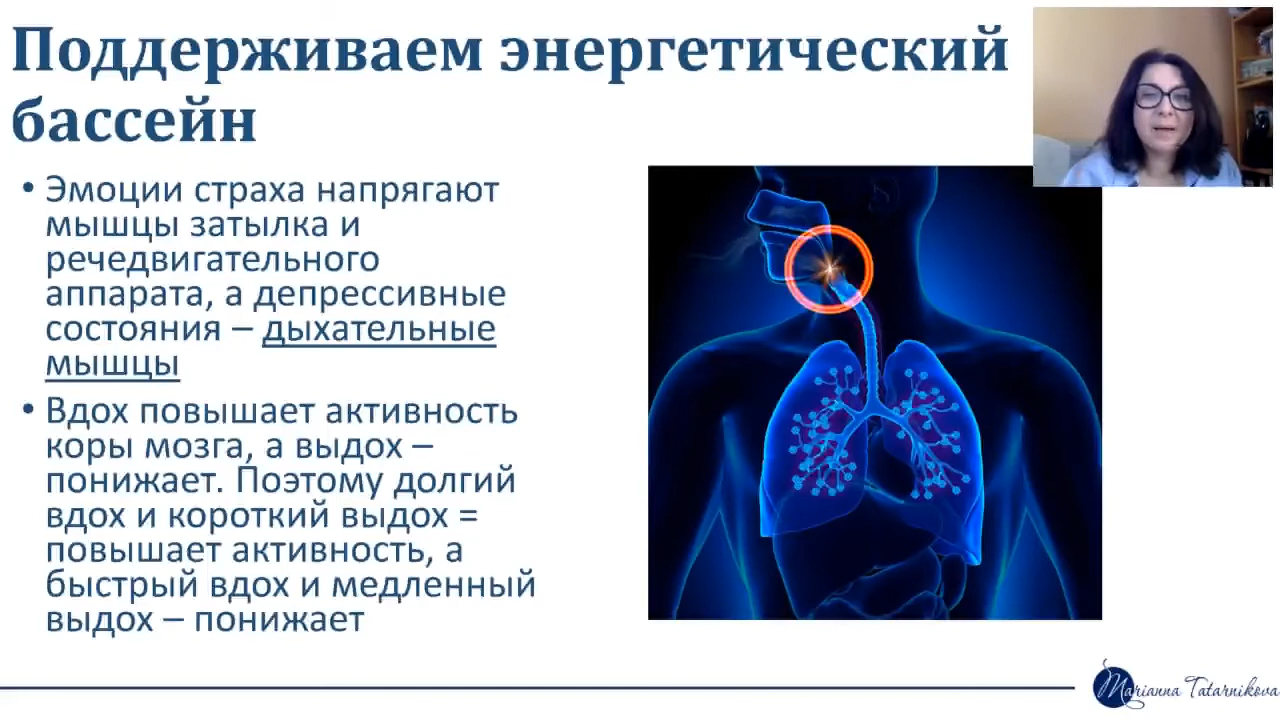 Поддерживаем энергетический
бассейн
• Эмоции страха напрягают
мышцы затылка и
речедвигательного
аппарата, а депрессивные
состояния – дыхательные
мышцы
• Вдох повышает активность
коры мозга, а выдох –
понижает. Поэтому долгий
вдох и короткий выдох =
повышает активность, а
быстрый вдох и медленный
выдох – понижает
Marianna Tatarnikova